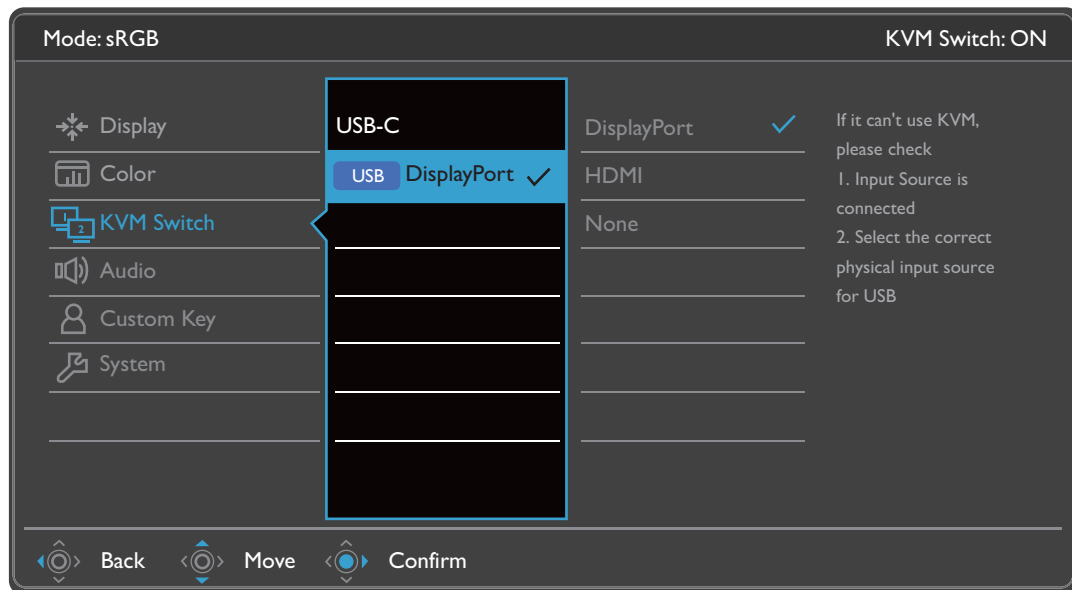 Mode: sRGB
KVM Switch: ON
Display
Color
1 2 KVM Switch
Audio
Custom Key
System
USB-C
USB DisplayPort
DisplayPort
HDMI
None
If it can't use KVM,
please check
1. Input Source is
connected
2. Select the correct
physical input source
for USB
Back Move Confirm